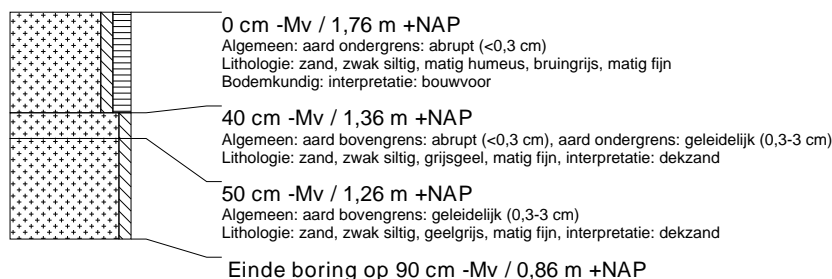 0 cm -Mv / 1,76 m +NAP
Algemeen: aard ondergrens: abrupt (<0,3 cm)
Lithologie: zand, zwak siltig, matig humeus, bruingrijs, matig fijn
Bodemkundig: interpretatie: bouwvoor
40 cm -Mv / 1,36 m +NAP
Algemeen: aard bovengrens: abrupt (<0,3 cm), aard ondergrens: geleidelijk (0,3-3 cm)
Lithologie: zand, zwak siltig, grijsgeel, matig fijn, interpretatie: dekzand
50 cm -Mv / 1,26 m +NAP
Algemeen: aard bovengrens: geleidelijk (0,3-3 cm)
Lithologie: zand, zwak siltig, geelgrijs, matig fijn, interpretatie: dekzand
Einde boring op 90 cm -Mv / 0,86 m +NAP